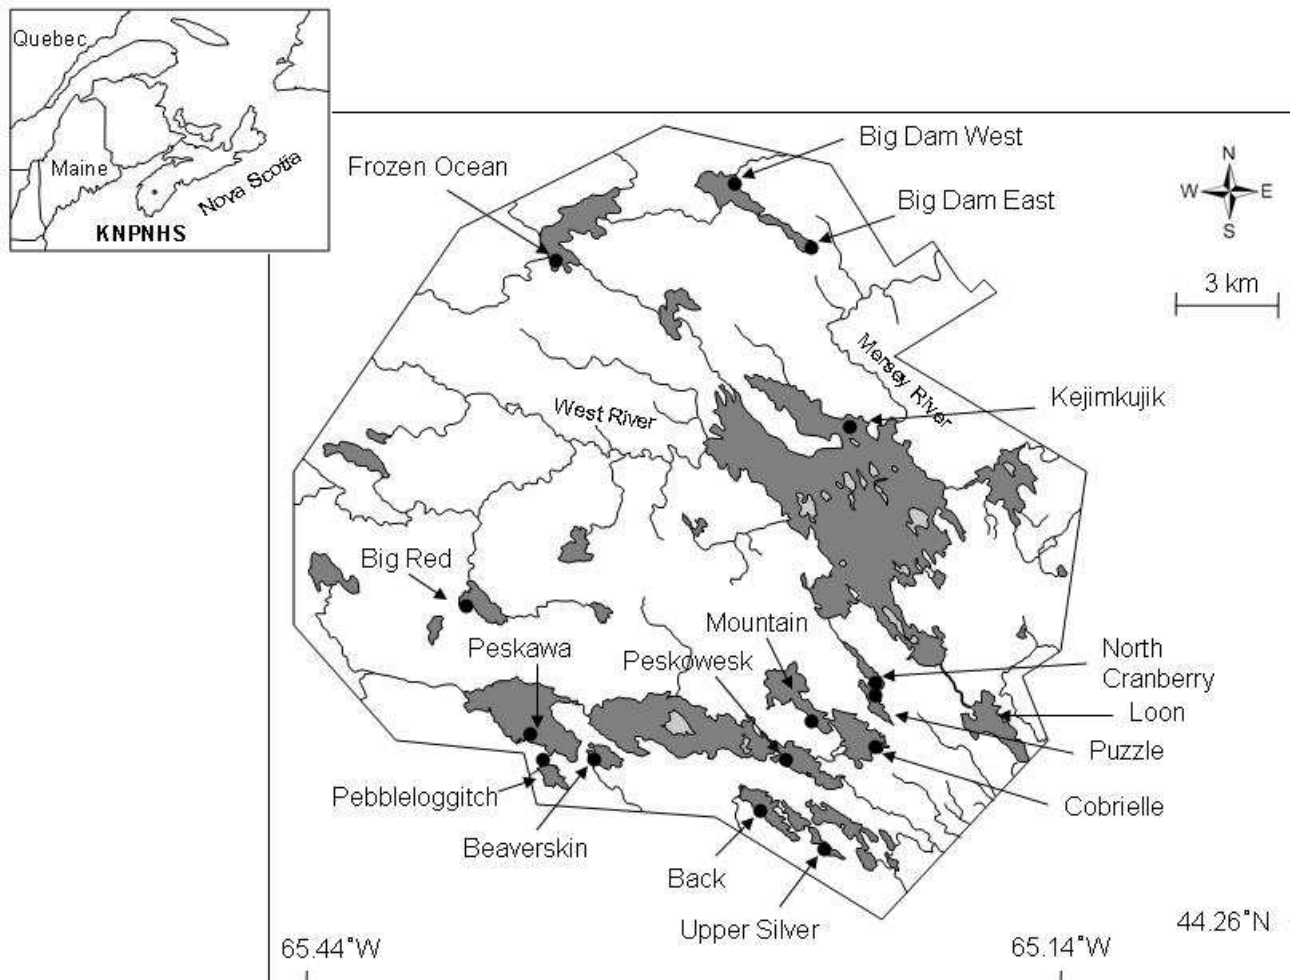 Quebec
Maine
Nova Scotia
KNPNHS
Big Dam West
Frozen Ocean
Big Dam East
N
W E
S
3 km
Mersey River
Kejimkujik
West River
Big Red
Mountain
Peskawa
Peskowesk
North
Cranberry
Loon
Puzzle
Pebbleloggitch
Cobrielle
Beaverskin
Back
Upper Silver
44.26°N
65.44°W
65.14°W